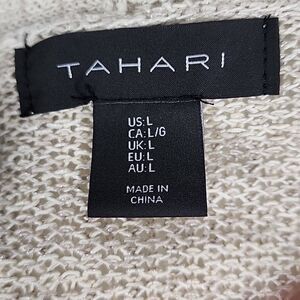 TAHARI
US:L
CA:L/G
UK:L
EU:L
AU:L
MADE IN
CHINA